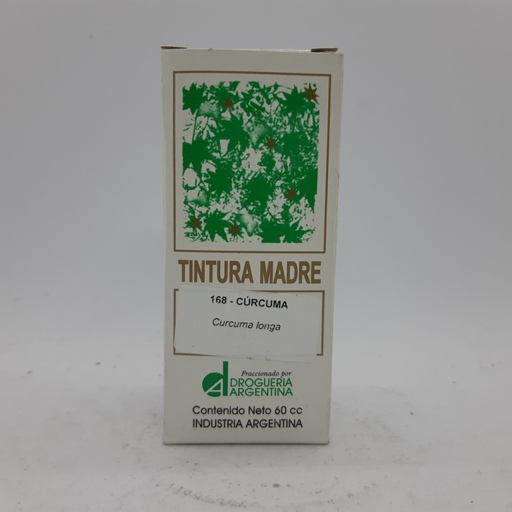 TINTURA MADRE
168 - CÚRCUMA
Curcuma longa
Fraccionado por
DROGUERIA
ARGENTINA
Contenido Neto 60 cc
INDUSTRIA ARGENTINA